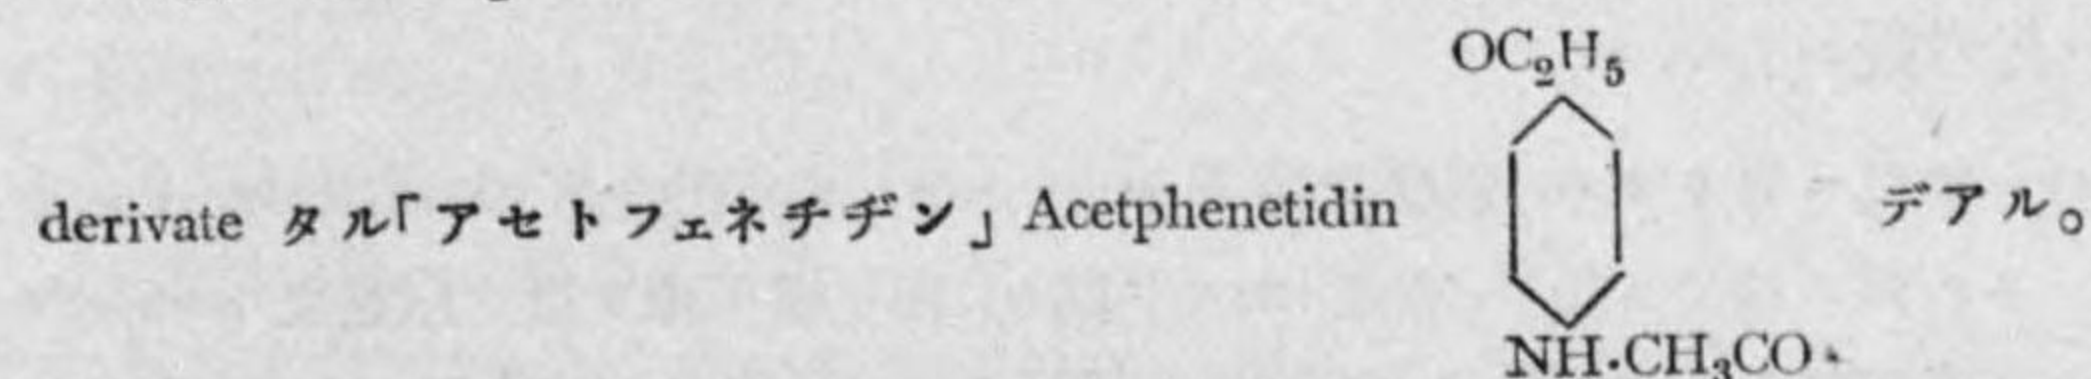 OC₂H₅
derivate タル「アセトフェネチヂン」Acetphenetidin デアル。
NH·CH₃CO·